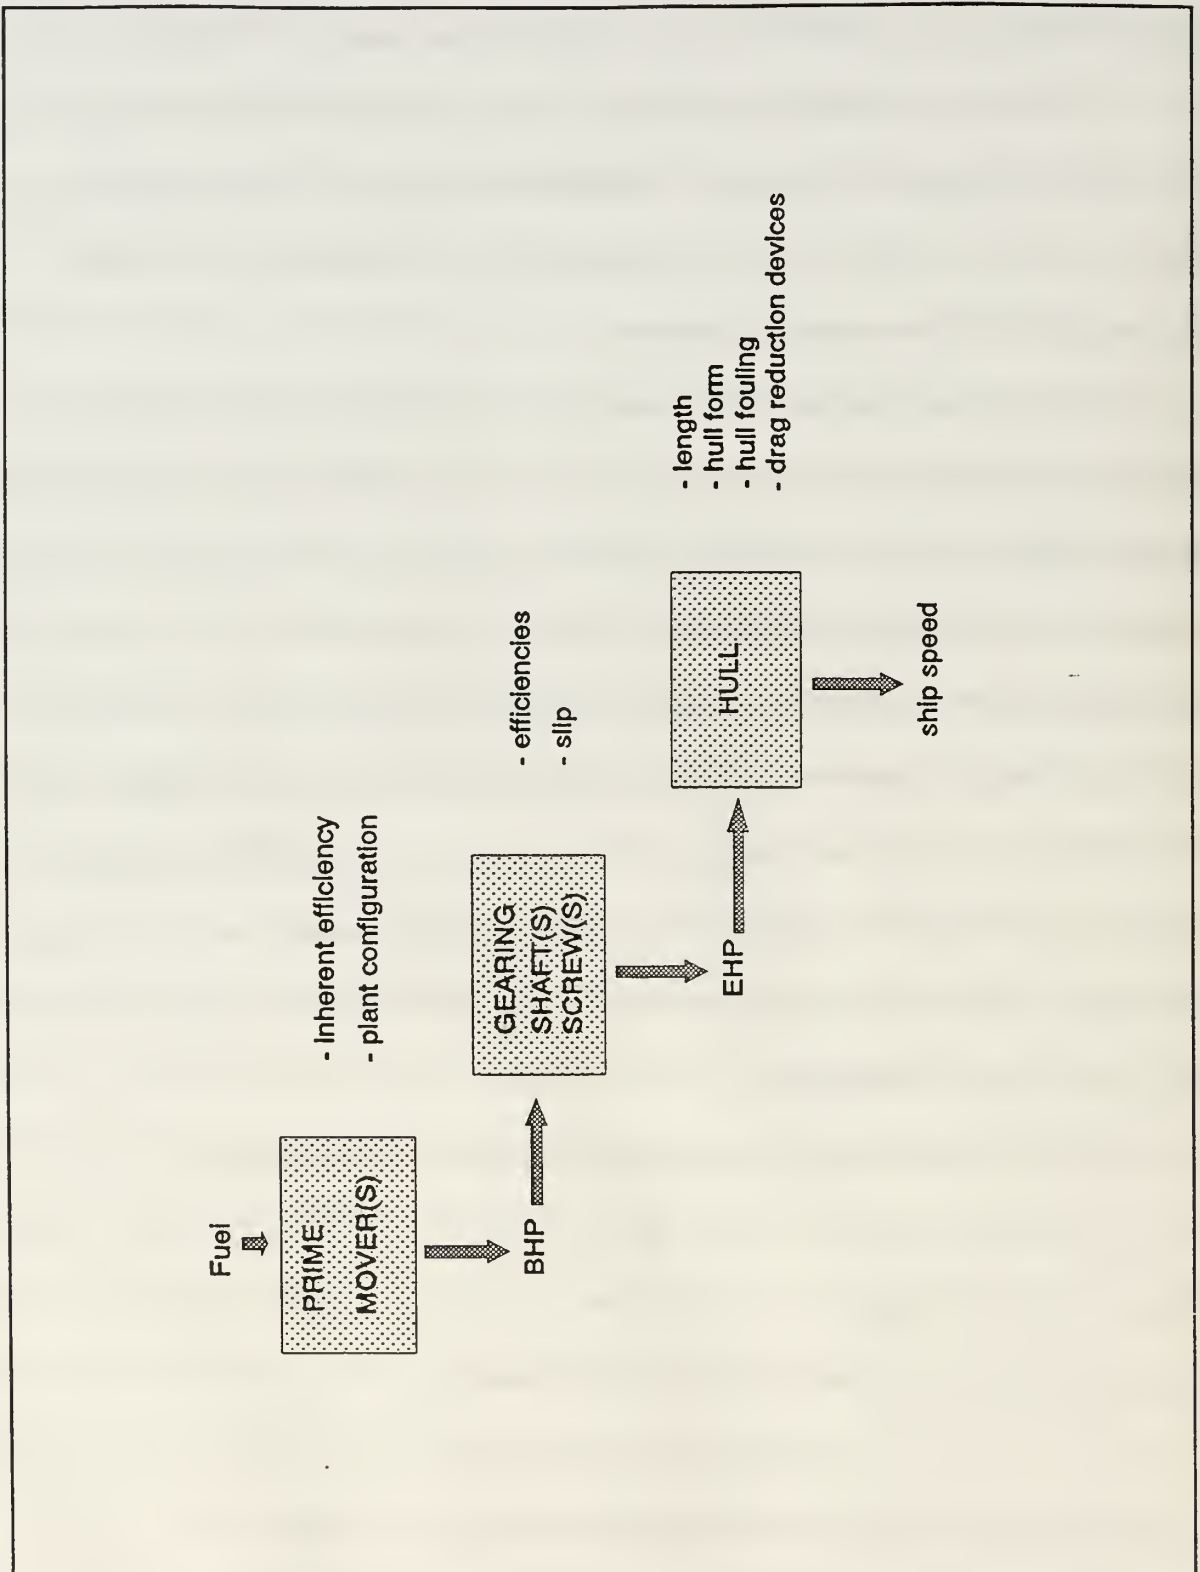 Fuel
PRIME
MOVER(S)
- inherent efficiency
- plant configuration
BHP
GEARING
SHAFT(S)
SCREW(S)
- efficiencies
- slip
EHP
HULL
- length
- hull form
- hull fouling
- drag reduction devices
ship speed